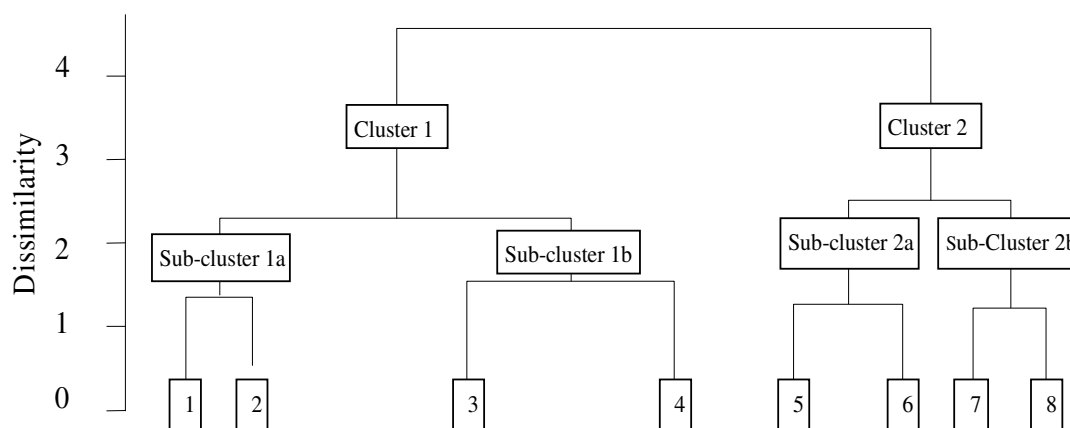 Dissimilarity
4
3
2
1
0
Cluster 1
Cluster 2
Sub-cluster 1a
Sub-cluster 1b
Sub-cluster 2a
Sub-Cluster 2b
1
2
3
4
5
6
7
8